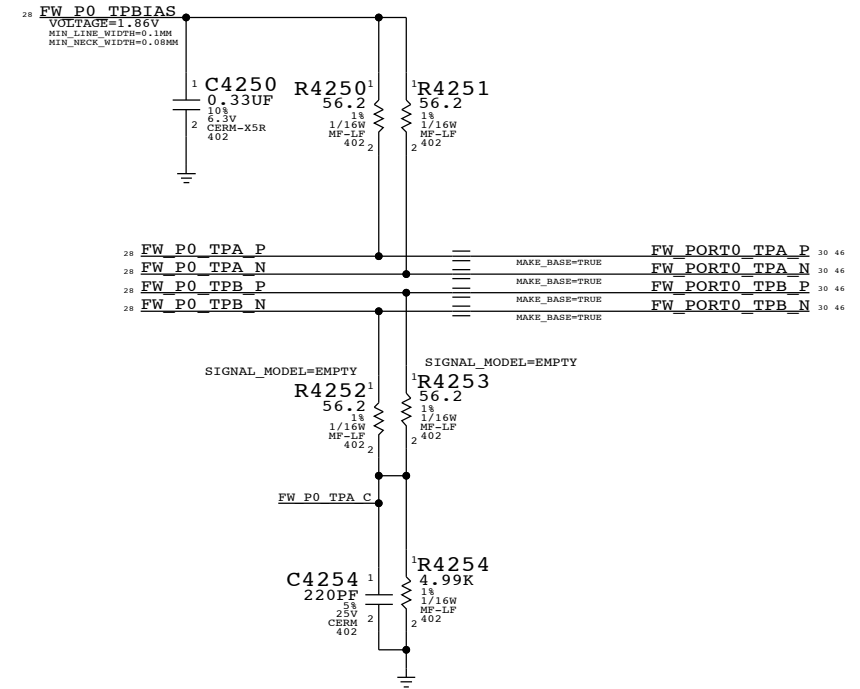 28 FW_P0_TPBIAS
VOLTAGE=1.86V
MIN_LINE_WIDTH=0.1MM
MIN_NECK_WIDTH=0.08MM
1 C4250
0.33UF
10%
6.3V
2 CERM-X5R
402
R4250 1
56.2
1%
1/16W
MF-LF
402 2
1 R4251
56.2
1%
1/16W
MF-LF
2 402
28 FW_P0_TPA_P FW_PORT0_TPA_P 30 46
MAKE_BASE=TRUE
28 FW_P0_TPA_N FW_PORT0_TPA_N 30 46
MAKE_BASE=TRUE
28 FW_P0_TPB_P FW_PORT0_TPB_P 30 46
MAKE_BASE=TRUE
28 FW_P0_TPB_N FW_PORT0_TPB_N 30 46
MAKE_BASE=TRUE
SIGNAL_MODEL=EMPTY
R4252 1
56.2
1%
1/16W
MF-LF
402 2
SIGNAL_MODEL=EMPTY
1 R4253
56.2
1%
1/16W
MF-LF
2 402
FW_P0_TPA_C
C4254 1
220PF
5%
25V
CERM 2
402
1 R4254
4.99K
1%
1/16W
MF-LF
2 402